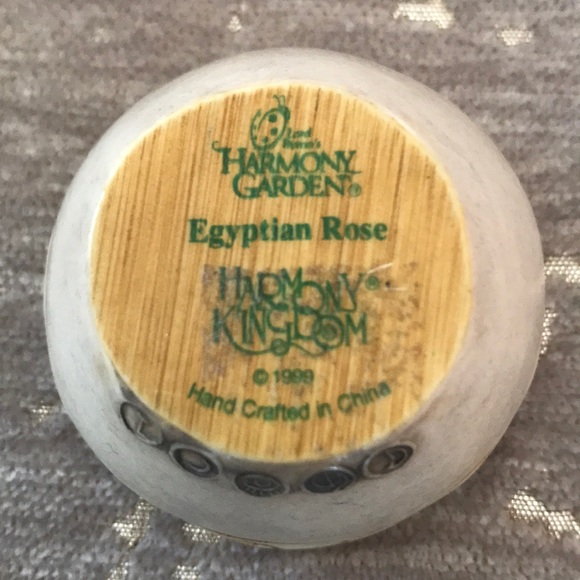 Lord
Byron's
HARMONY
GARDEN®
Egyptian Rose
HARMONY®
KINGDOM
© 1999
Hand Crafted in China